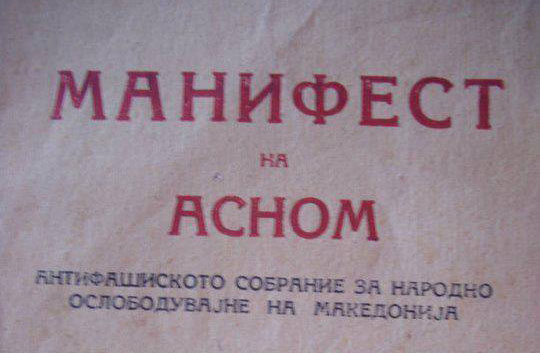 МАНИФЕСТ
НА
АСНОМ
АНТИФАШИСКОТО СОБРАНИЕ ЗА НАРОДНО
ОСЛОБОДУВАЈНЕ НА МАКЕДОНИЈА